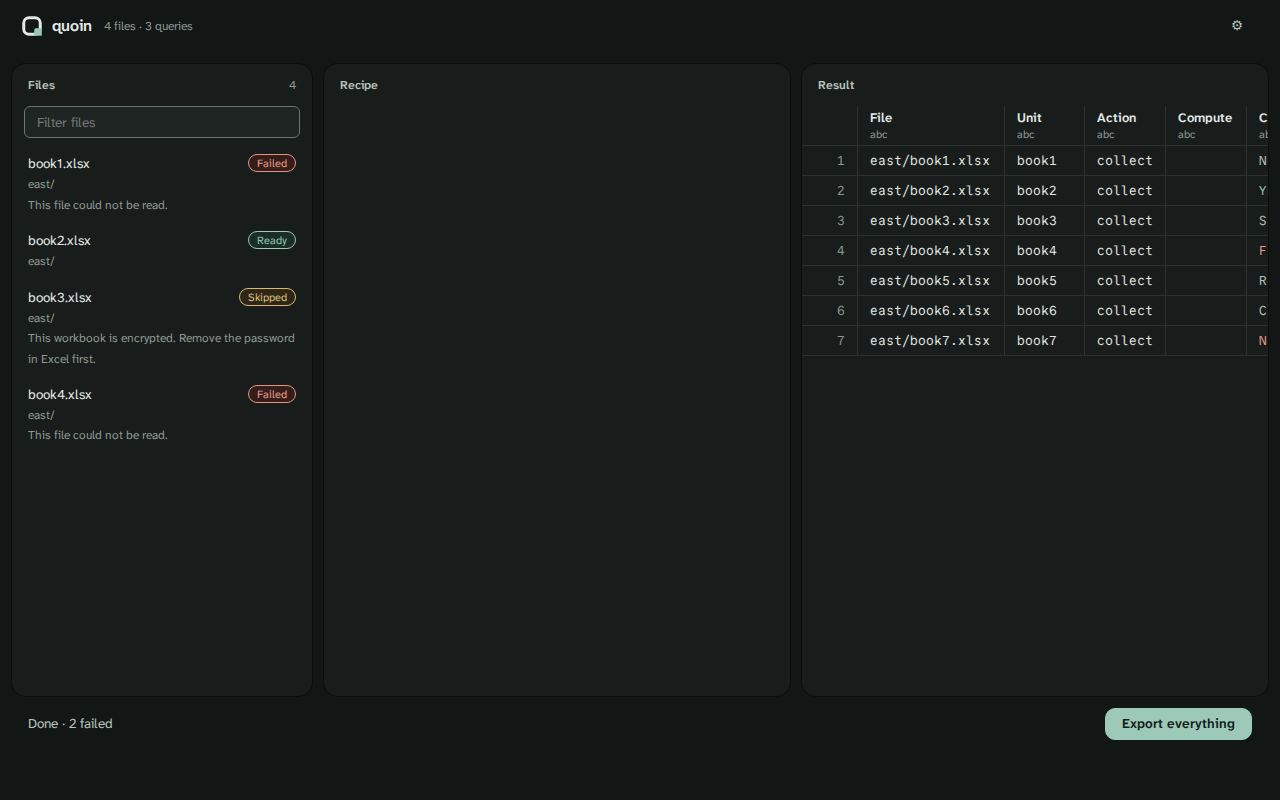 quoin 4 files · 3 queries
Files 4
Filter files
book1.xlsx Failed
east/
This file could not be read.
book2.xlsx Ready
east/
book3.xlsx Skipped
east/
This workbook is encrypted. Remove the password
in Excel first.
book4.xlsx Failed
east/
This file could not be read.
Recipe
Result
File Unit Action Compute
abc abc abc abc
1 east/book1.xlsx book1 collect
2 east/book2.xlsx book2 collect
3 east/book3.xlsx book3 collect
4 east/book4.xlsx book4 collect
5 east/book5.xlsx book5 collect
6 east/book6.xlsx book6 collect
7 east/book7.xlsx book7 collect
Done · 2 failed
Export everything